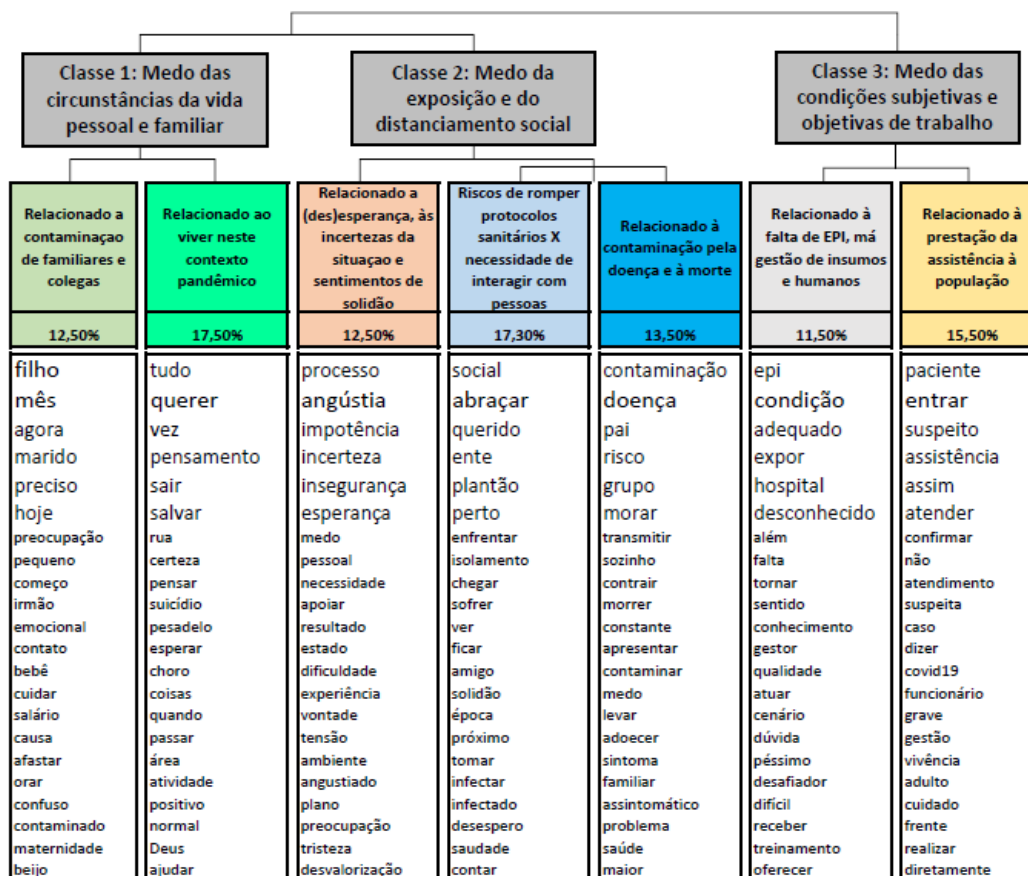 Classe 1: Medo das
circunstâncias da vida
pessoal e familiar
Classe 2: Medo da
exposição e do
distanciamento social
Classe 3: Medo das
condições subjetivas e
objetivas de trabalho
Relacionado a
contaminaçao
de familiares e
colegas
Relacionado ao
viver neste
contexto
pandêmico
Relacionado a
(des)esperança, às
incertezas da
situaçao e
sentimentos de
solidão
Riscos de romper
protocolos
sanitários X
necessidade de
interagir com
pessoas
Relacionado à
contaminação pela
doença e à morte
Relacionado à
falta de EPI, má
gestão de insumos
e humanos
Relacionado à
prestação da
assistência à
população
12,50%
17,50%
12,50%
17,30%
13,50%
11,50%
15,50%
filho
mês
agora
marido
preciso
hoje
preocupação
pequeno
começo
irmão
emocional
contato
bebê
cuidar
salário
causa
afastar
orar
confuso
contaminado
maternidade
beijo
tudo
querer
vez
pensamento
sair
salvar
rua
certeza
pensar
suicídio
pesadelo
esperar
choro
coisas
quando
passar
área
atividade
positivo
normal
Deus
ajudar
processo
angústia
impotência
incerteza
insegurança
esperança
medo
pessoal
necessidade
apoiar
resultado
estado
dificuldade
experiência
vontade
tensão
ambiente
angustiado
plano
preocupação
tristeza
desvalorização
social
abraçar
querido
ente
plantão
perto
enfrentar
isolamento
chegar
sofrer
ver
ficar
amigo
solidão
época
próximo
tomar
infectar
infectado
desespero
saudade
contar
contaminação
doença
pai
risco
grupo
morar
transmitir
sozinho
contrair
morrer
constante
apresentar
contaminar
medo
levar
adoecer
sintoma
familiar
assintomático
problema
saúde
maior
epi
condição
adequado
expor
hospital
desconhecido
além
falta
tornar
sentido
conhecimento
gestor
qualidade
atuar
cenário
dúvida
péssimo
desafiador
difícil
receber
treinamento
oferecer
paciente
entrar
suspeito
assistência
assim
atender
confirmar
não
atendimento
suspeita
caso
dizer
covid19
funcionário
grave
gestão
vivência
adulto
cuidado
frente
realizar
diretamente